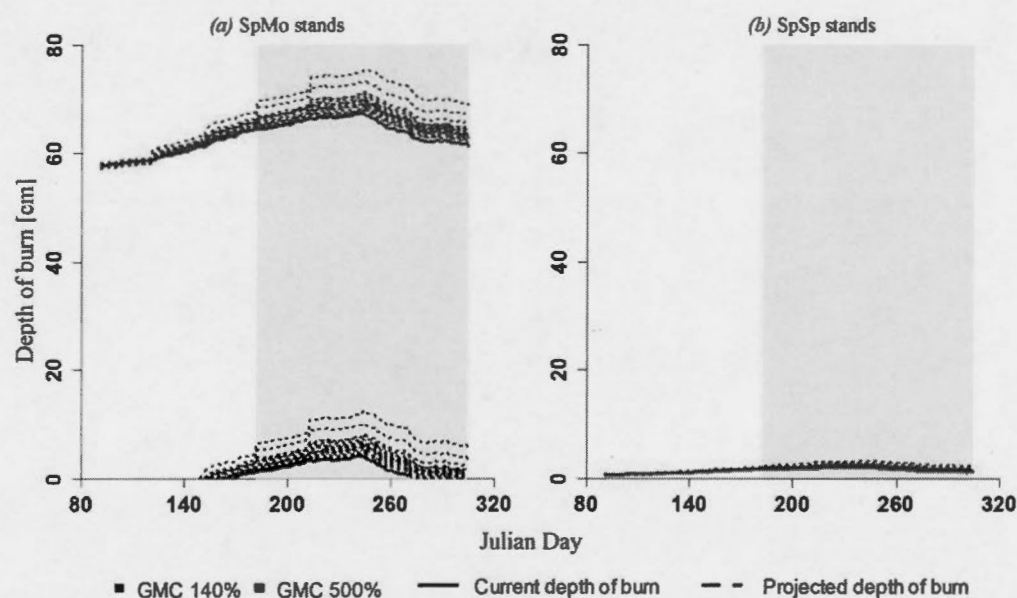 (a) SpMo stands
(b) SpSp stands
Depth of burn [cm]
80
60
40
20
0
80
60
40
20
0
80
140
200
260
320
80
140
200
260
320
Julian Day
GMC 140%
GMC 500%
Current depth of burn
Projected depth of burn